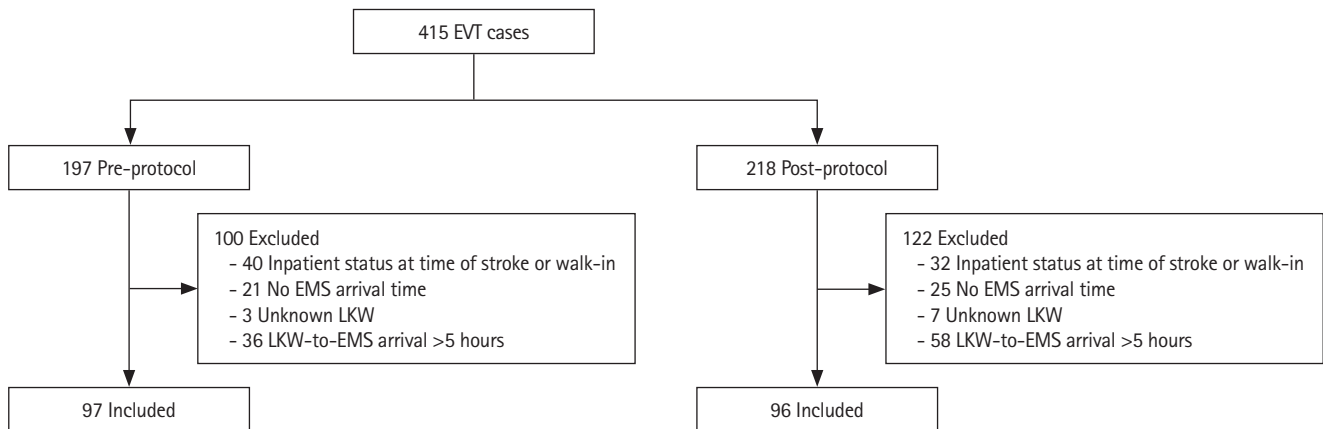 415 EVT cases
197 Pre-protocol
218 Post-protocol
100 Excluded
- 40 Inpatient status at time of stroke or walk-in
- 21 No EMS arrival time
- 3 Unknown LKW
- 36 LKW-to-EMS arrival >5 hours
122 Excluded
- 32 Inpatient status at time of stroke or walk-in
- 25 No EMS arrival time
- 7 Unknown LKW
- 58 LKW-to-EMS arrival >5 hours
97 Included
96 Included